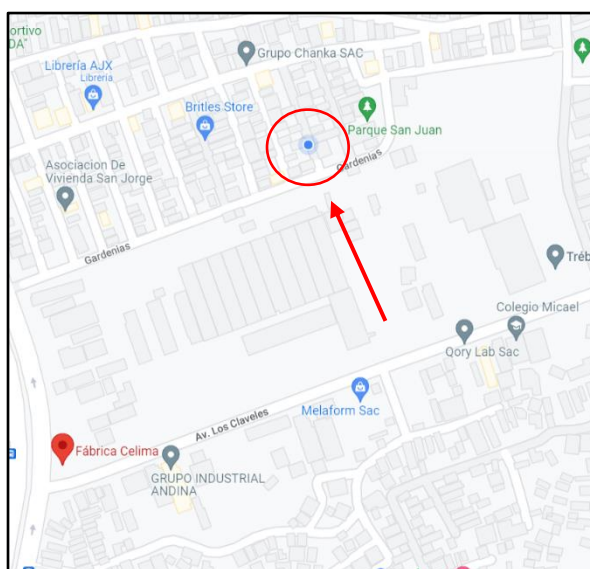 ortivo
DA"
Grupo Chanka SAC
Librería AJX
Librería
Britles Store
Parque San Juan
Gardenias
Asociacion De
Vivienda San Jorge
Gardenias
Tréb
Colegio Micael
Qory Lab Sac
Melaform Sac
Av. Los Claveles
Fábrica Celima
GRUPO INDUSTRIAL
ANDINA